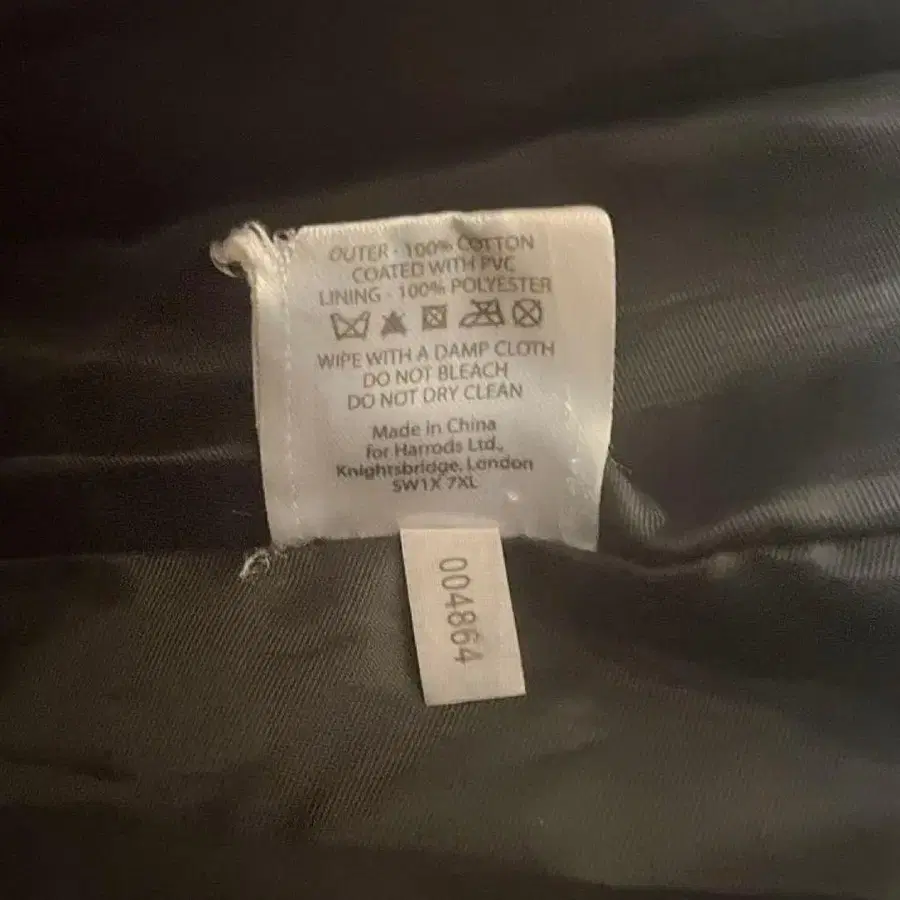 OUTER - 100% COTTON
COATED WITH PVC
LINING - 100% POLYESTER
WIPE WITH A DAMP CLOTH
DO NOT BLEACH
DO NOT DRY CLEAN
Made in China
for Harrods Ltd.,
Knightsbridge, London
SW1X 7XL
004864